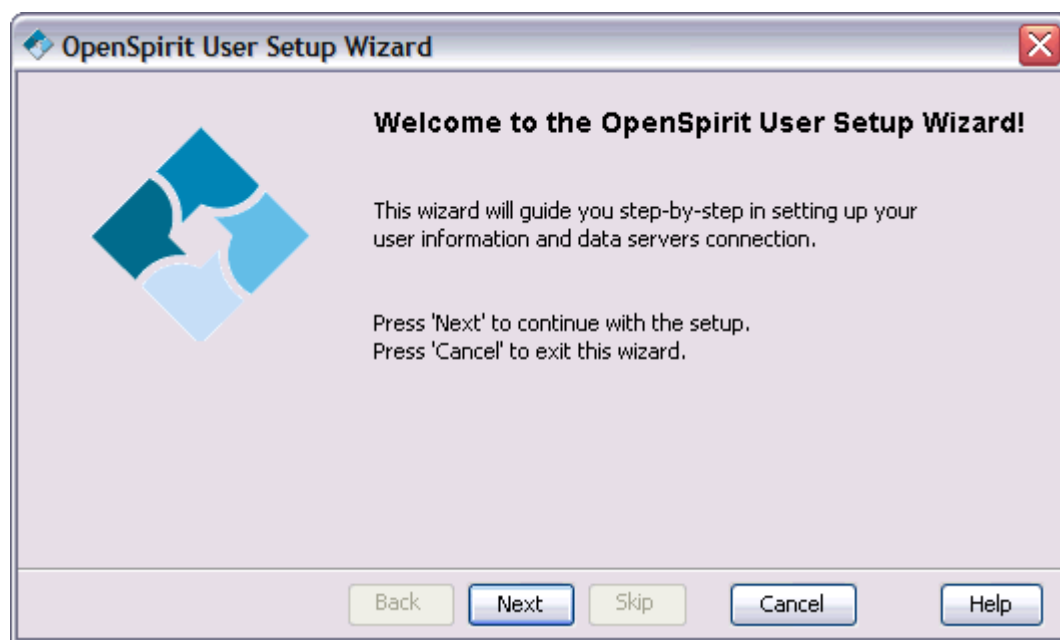 OpenSpirit User Setup Wizard
Welcome to the OpenSpirit User Setup Wizard!
This wizard will guide you step-by-step in setting up your
user information and data servers connection.
Press 'Next' to continue with the setup.
Press 'Cancel' to exit this wizard.
Back Next Skip Cancel Help